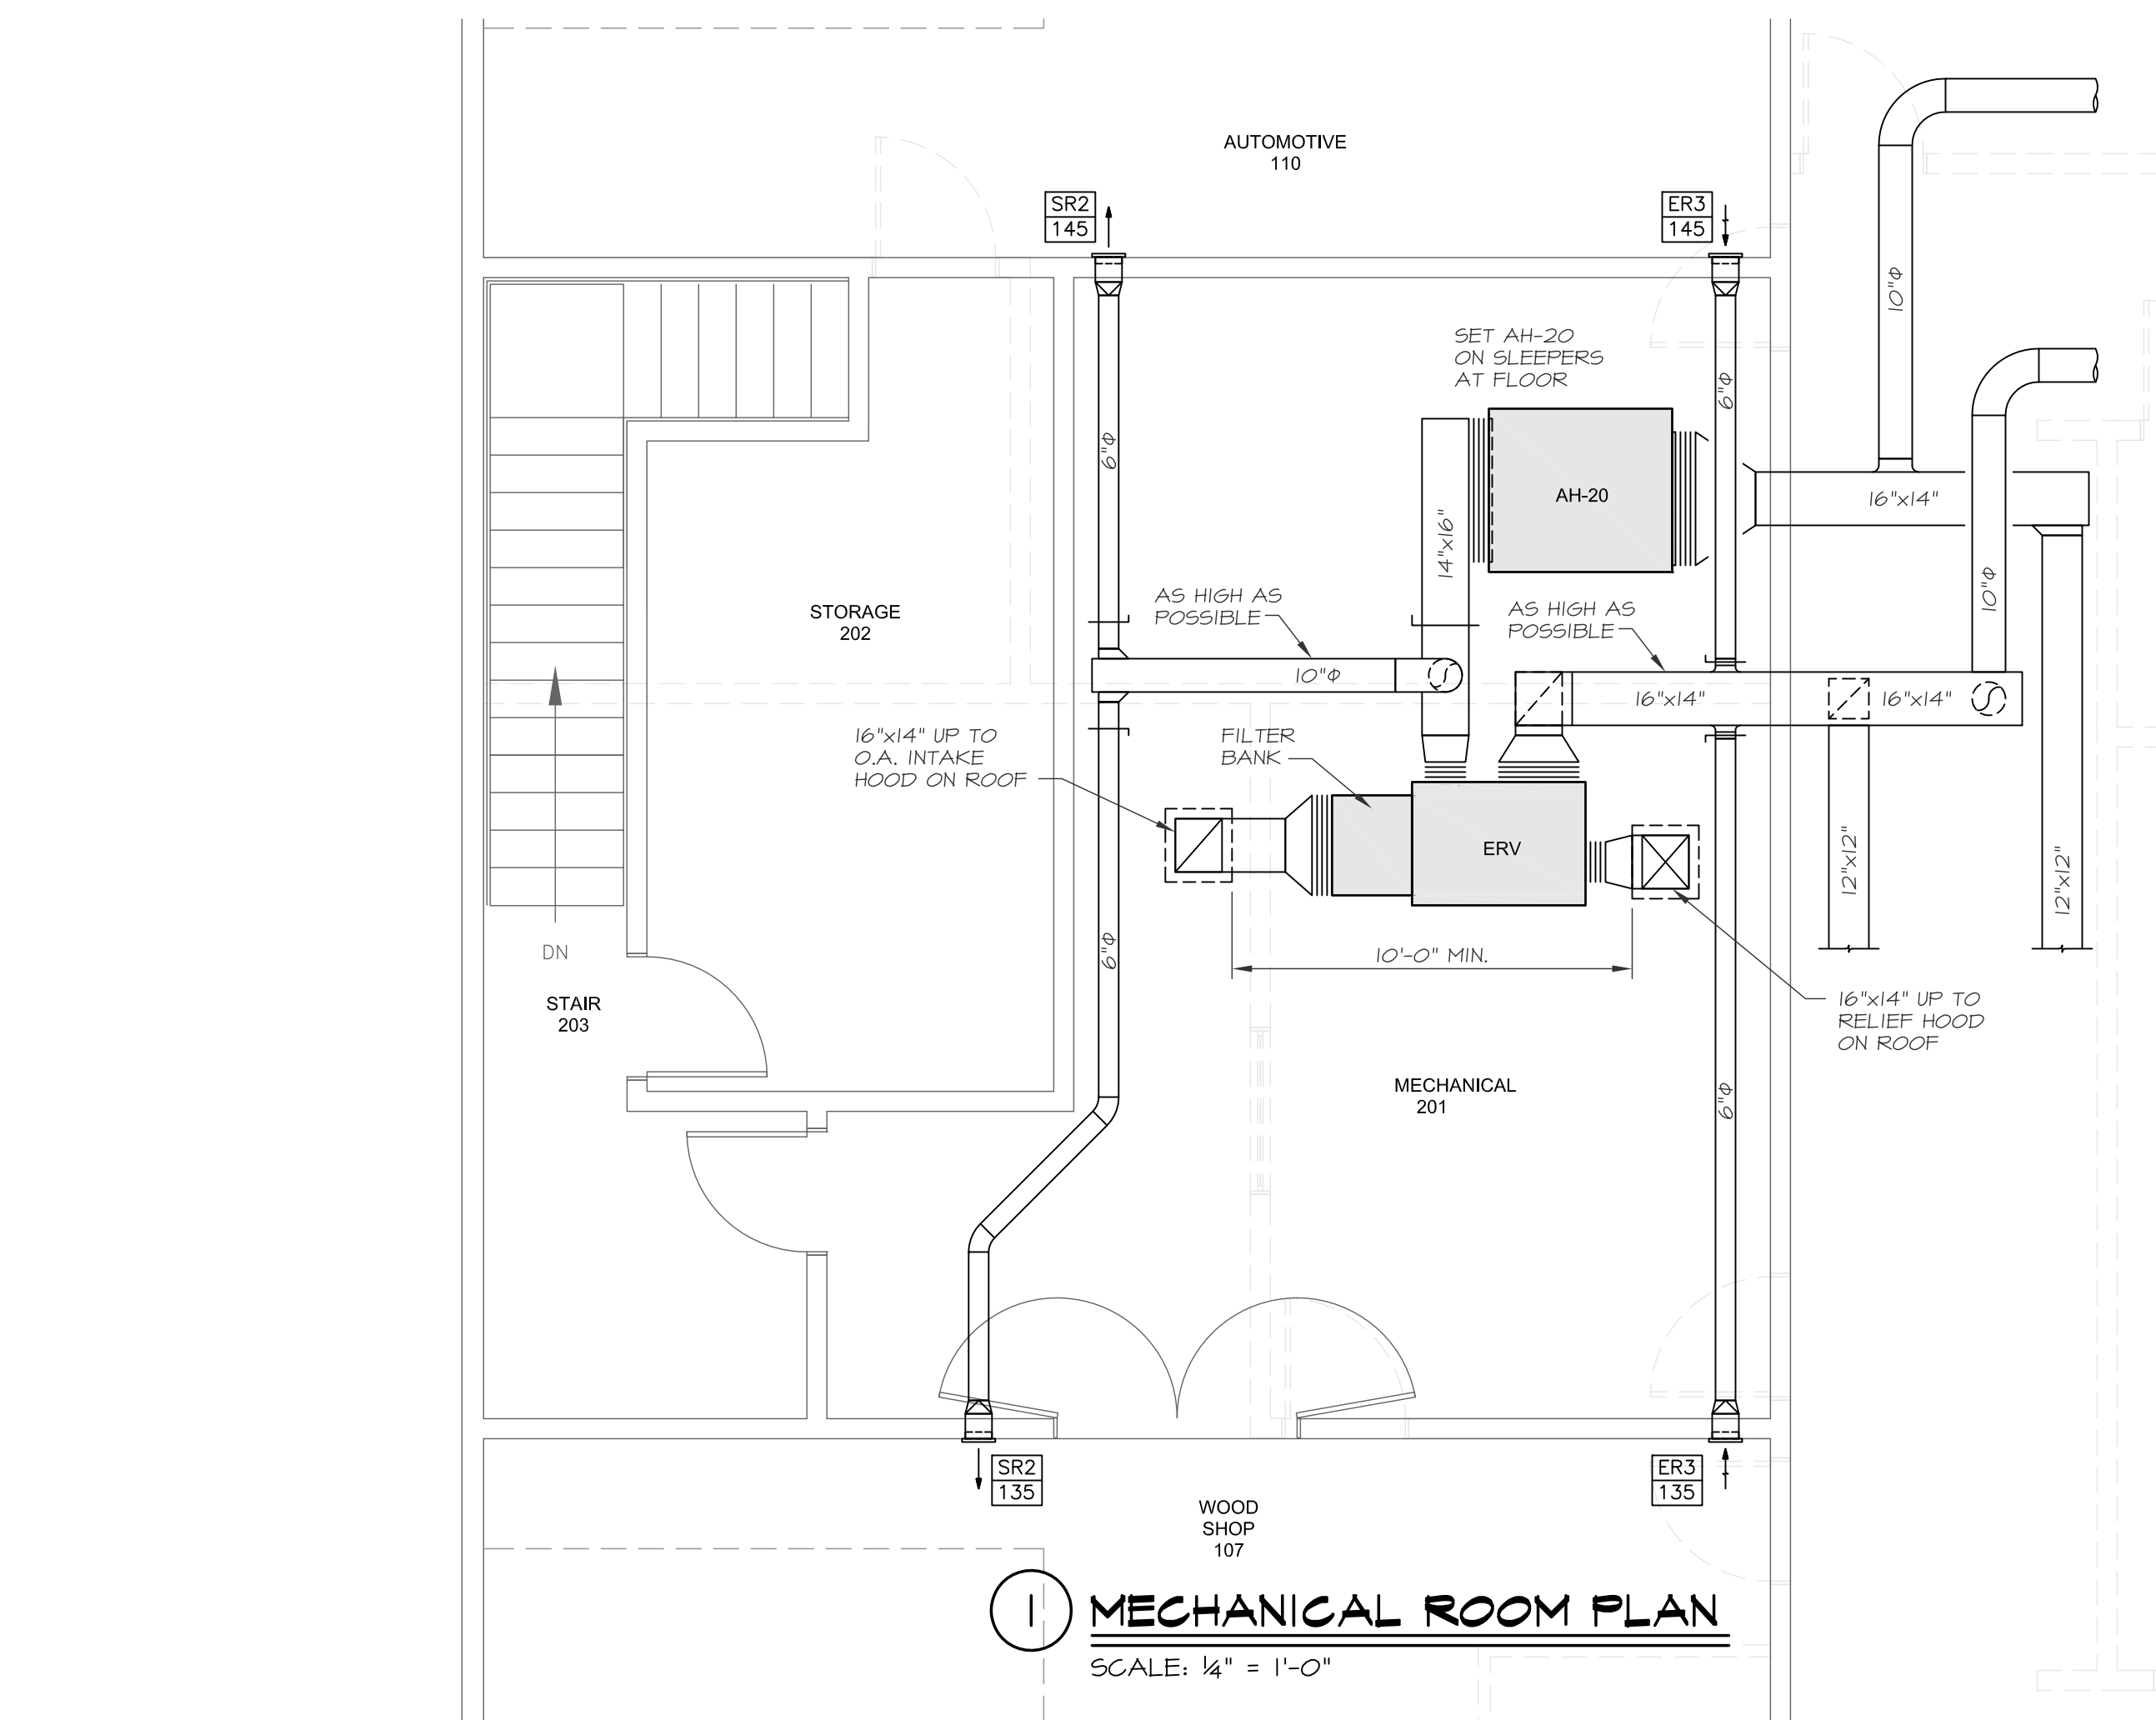 AUTOMOTIVE
110
SR2
145
ER3
145
10"Φ
SET AH-20
ON SLEEPERS
AT FLOOR
6"Φ
6"Φ
AH-20
16"x14"
14"x16"
10"Φ
STORAGE
202
AS HIGH AS
POSSIBLE
AS HIGH AS
POSSIBLE
10"Φ
S
16"x14"
16"x14"
S
16"x14" UP TO
O.A. INTAKE
HOOD ON ROOF
FILTER
BANK
ERV
12"x12"
12"x12"
DN
6"Φ
10'-0" MIN.
STAIR
203
16"x14" UP TO
RELIEF HOOD
ON ROOF
MECHANICAL
201
6"Φ
SR2
135
ER3
135
WOOD
SHOP
107
1 MECHANICAL ROOM PLAN
SCALE: 1/4" = 1'-0"